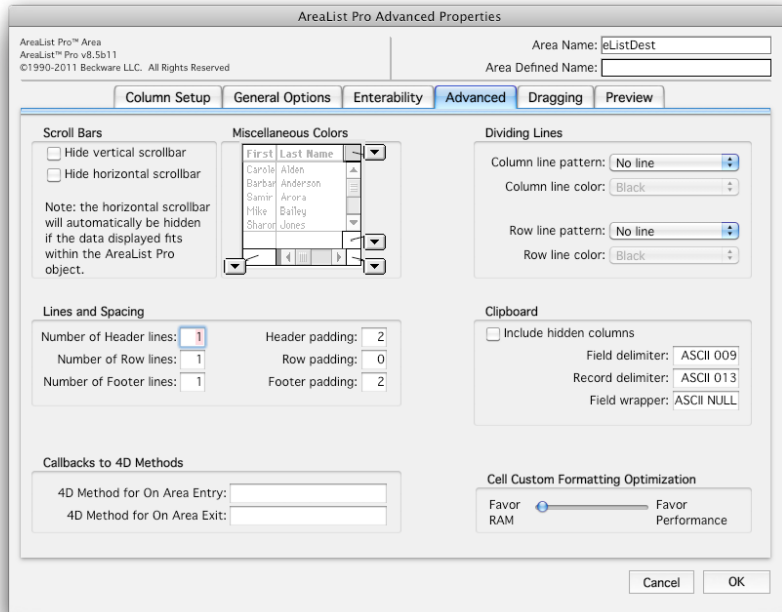 AreaList Pro Advanced Properties
AreaList Pro™ Area
AreaList™ Pro v8.5b11
©1990-2011 Beckware LLC. All Rights Reserved
Area Name: eListDest
Area Defined Name:
Column Setup General Options Enterability Advanced Dragging Preview
Scroll Bars
Hide vertical scrollbar
Hide horizontal scrollbar
Note: the horizontal scrollbar
will automatically be hidden
if the data displayed fits
within the AreaList Pro
object.
Miscellaneous Colors
First Last Name
Carole Alden
Barbar Anderson
Samir Arora
Mike Bailey
Sharon Jones
Dividing Lines
Column line pattern: No line
Column line color: Black
Row line pattern: No line
Row line color: Black
Lines and Spacing
Number of Header lines: 1 Header padding: 2
Number of Row lines: 1 Row padding: 0
Number of Footer lines: 1 Footer padding: 2
Clipboard
Include hidden columns
Field delimiter: ASCII 009
Record delimiter: ASCII 013
Field wrapper: ASCII NULL
Callbacks to 4D Methods
4D Method for On Area Entry:
4D Method for On Area Exit:
Cell Custom Formatting Optimization
Favor RAM
Favor Performance
Cancel OK